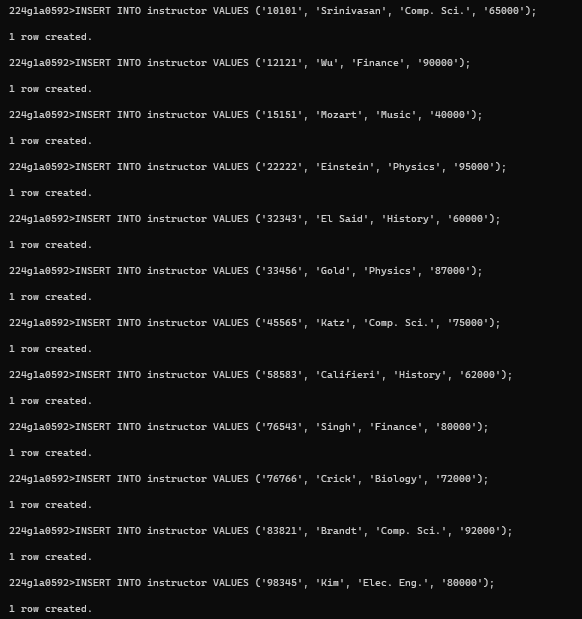 224g1a0592>INSERT INTO instructor VALUES ('10101', 'Srinivasan', 'Comp. Sci.', '65000');
1 row created.
224g1a0592>INSERT INTO instructor VALUES ('12121', 'Wu', 'Finance', '90000');
1 row created.
224g1a0592>INSERT INTO instructor VALUES ('15151', 'Mozart', 'Music', '40000');
1 row created.
224g1a0592>INSERT INTO instructor VALUES ('22222', 'Einstein', 'Physics', '95000');
1 row created.
224g1a0592>INSERT INTO instructor VALUES ('32343', 'El Said', 'History', '60000');
1 row created.
224g1a0592>INSERT INTO instructor VALUES ('33456', 'Gold', 'Physics', '87000');
1 row created.
224g1a0592>INSERT INTO instructor VALUES ('45565', 'Katz', 'Comp. Sci.', '75000');
1 row created.
224g1a0592>INSERT INTO instructor VALUES ('58583', 'Califieri', 'History', '62000');
1 row created.
224g1a0592>INSERT INTO instructor VALUES ('76543', 'Singh', 'Finance', '80000');
1 row created.
224g1a0592>INSERT INTO instructor VALUES ('76766', 'Crick', 'Biology', '72000');
1 row created.
224g1a0592>INSERT INTO instructor VALUES ('83821', 'Brandt', 'Comp. Sci.', '92000');
1 row created.
224g1a0592>INSERT INTO instructor VALUES ('98345', 'Kim', 'Elec. Eng.', '80000');
1 row created.